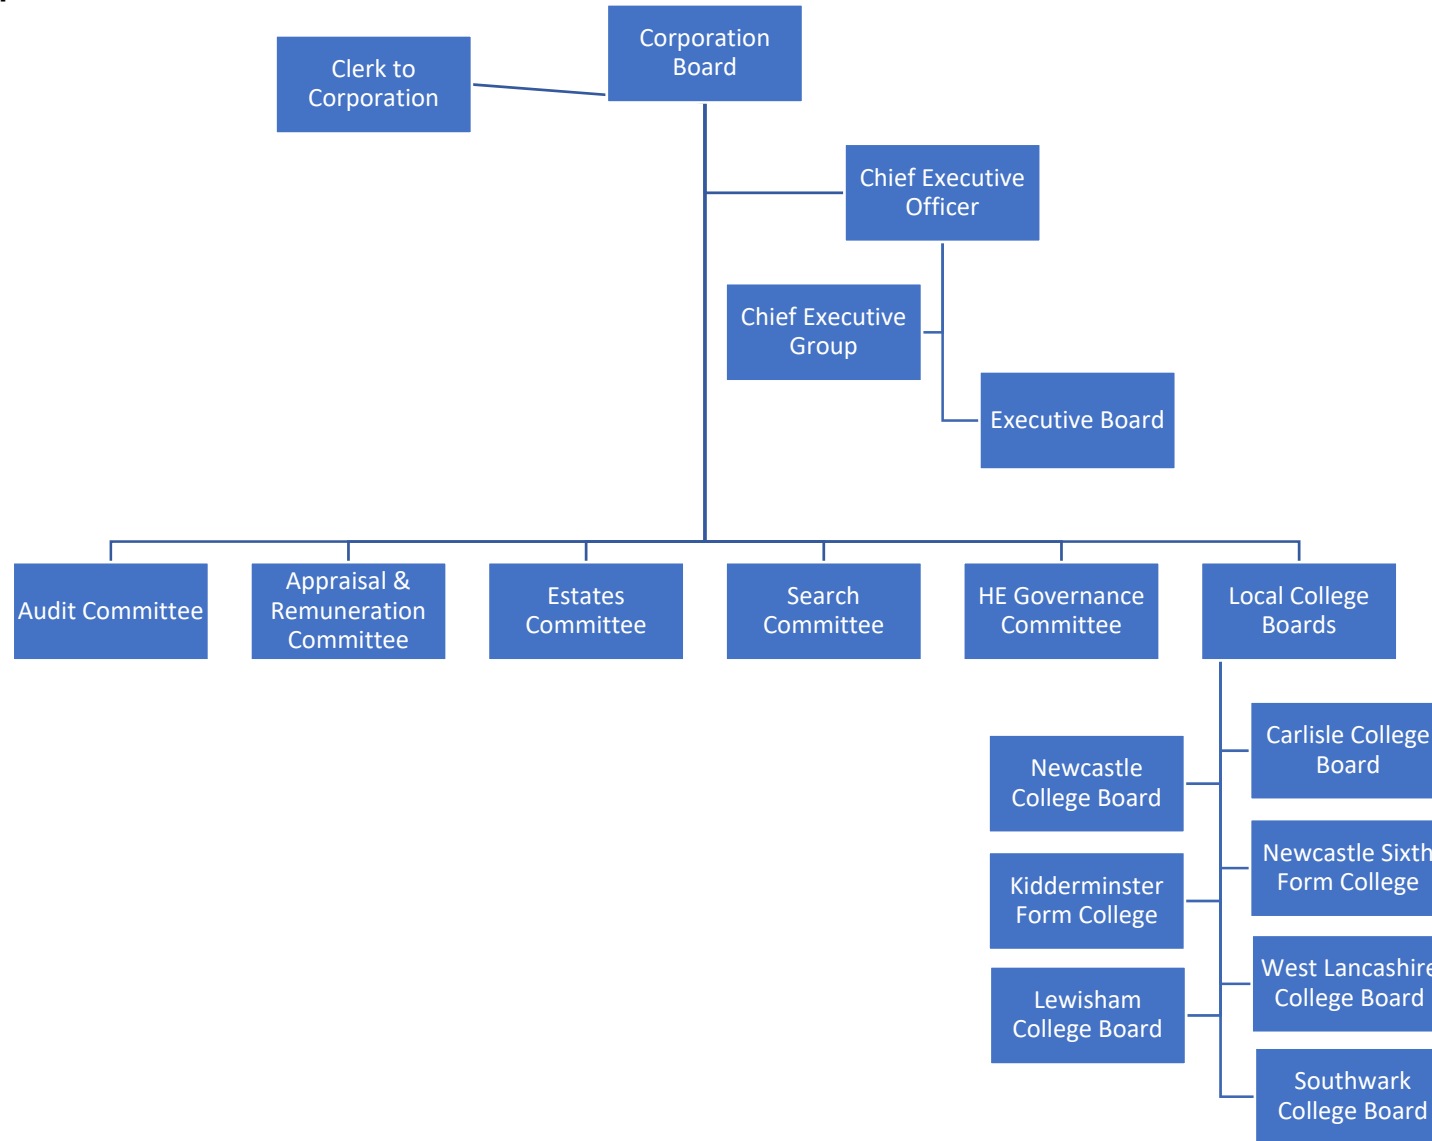 Corporation
Board
Clerk to
Corporation
Chief Executive
Officer
Chief Executive
Group
Executive Board
Audit Committee
Appraisal &
Remuneration
Committee
Estates
Committee
Search
Committee
HE Governance
Committee
Local College
Boards
Carlisle College
Board
Newcastle
College Board
Newcastle Sixth
Form College
Kidderminster
Form College
West Lancashire
College Board
Lewisham
College Board
Southwark
College Board